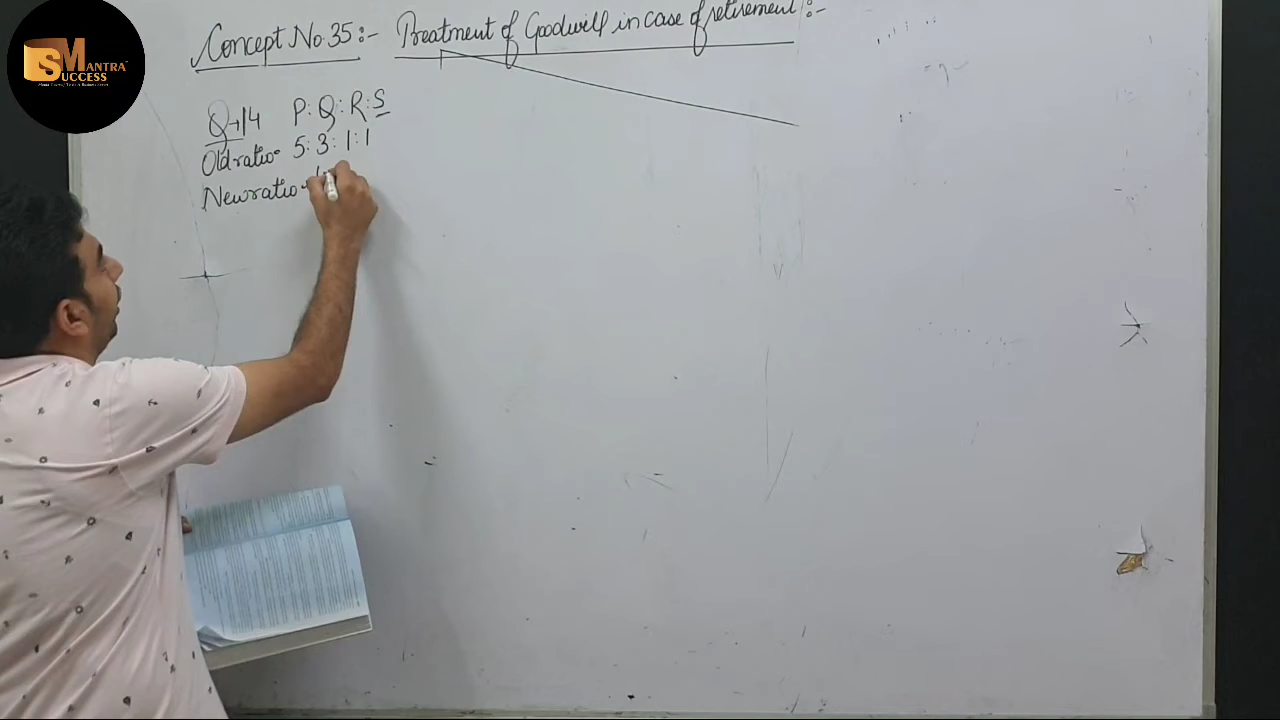 SMANTRA
SUCCESS
Concept No. 35:- Treatment of Goodwill in case of retirement:-
Q→14 P: Q: R: S
Old ratio- 5: 3: 1: 1
New ratio-